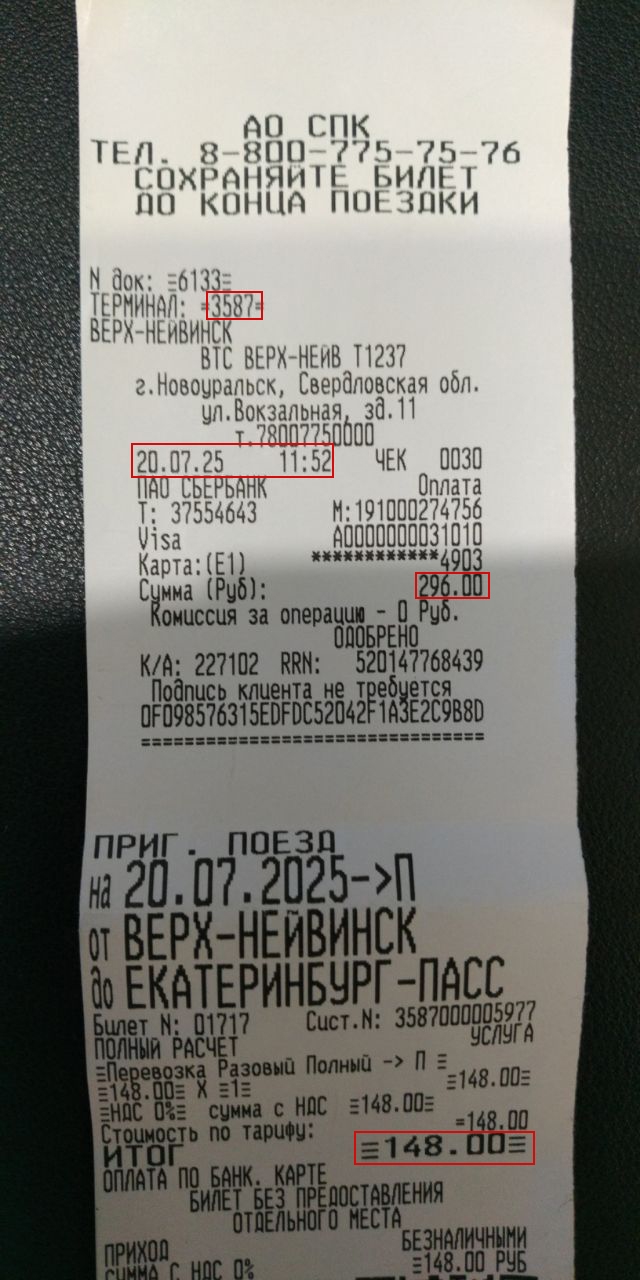 АО СПК
ТЕЛ. 8-800-775-75-76
СОХРАНЯЙТЕ БИЛЕТ
ДО КОНЦА ПОЕЗДКИ
N док: ≡6133≡
ТЕРМИНАЛ: =3587=
ВЕРХ-НЕЙВИНСК
ВТС ВЕРХ-НЕЙВ Т1237
г.Новоуральск, Свердловская обл.
ул.Вокзальная, зд.11
т.78007750000
20.07.25 11:52 ЧЕК 0030
ПАО СБЕРБАНК Оплата
Т: 37554643 М:191000274756
Visa A0000000031010
Карта:(E1) ************4903
Сумма (Руб): 296.00
Комиссия за операцию - 0 Руб.
ОДОБРЕНО
К/А: 227102 RRN: 520147768439
Подпись клиента не требуется
0F098576315EDFDC52042F1A3E2C9B8D
================================
ПРИГ. ПОЕЗД
на 20.07.2025->П
от ВЕРХ-НЕЙВИНСК
до ЕКАТЕРИНБУРГ-ПАСС
Билет N: 01717 Сист.N: 3587000005977
ПОЛНЫЙ РАСЧЕТ УСЛУГА
≡Перевозка Разовый Полный -> П ≡
≡148.00≡ X ≡1≡ ≡148.00≡
≡НДС 0%≡ сумма с НДС ≡148.00≡
Стоимость по тарифу: =148.00
ИТОГ ≡148.00≡
ОПЛАТА ПО БАНК. КАРТЕ
БИЛЕТ БЕЗ ПРЕДОСТАВЛЕНИЯ
ОТДЕЛЬНОГО МЕСТА
ПРИХОД БЕЗНАЛИЧНЫМИ
СУММА С НДС 0% ≡148.00 РУБ